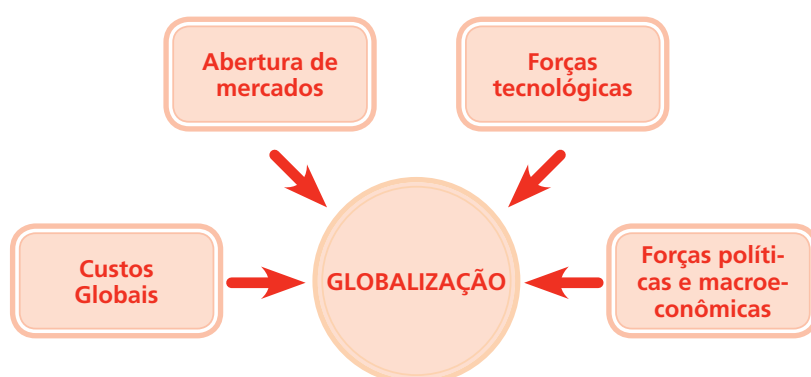 Abertura de
mercados
Forças
tecnológicas
Custos
Globais
GLOBALIZAÇÃO
Forças políti-
cas e macroe-
conômicas